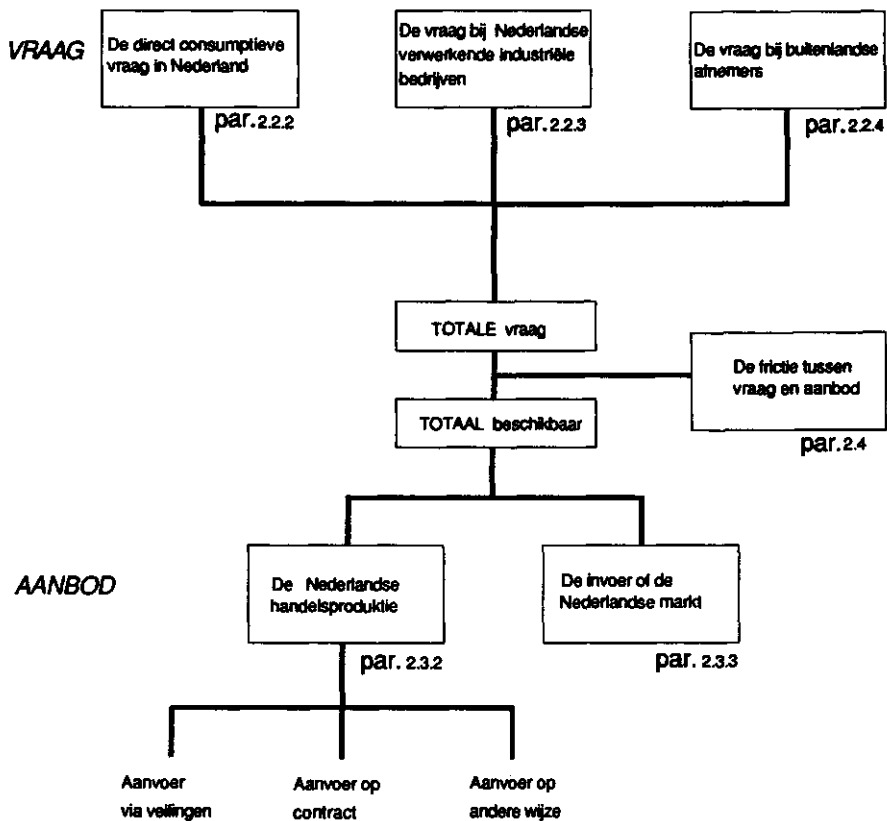 VRAAG
De direct consumptieve
vraag in Nederland
par. 2.2.2
De vraag bij Nederlandse
verwerkende industriële
bedrijven
par. 2.2.3
De vraag bij buitenlandse
afnemers
par. 2.2.4
TOTALE vraag
De frictie tussen
vraag en aanbod
par. 2.4
TOTAAL beschikbaar
AANBOD
De Nederlandse
handelsproduktie
par. 2.3.2
De invoer of de
Nederlandse markt
par. 2.3.3
Aanvoer
via veilingen
Aanvoer op
contract
Aanvoer op
andere wijze